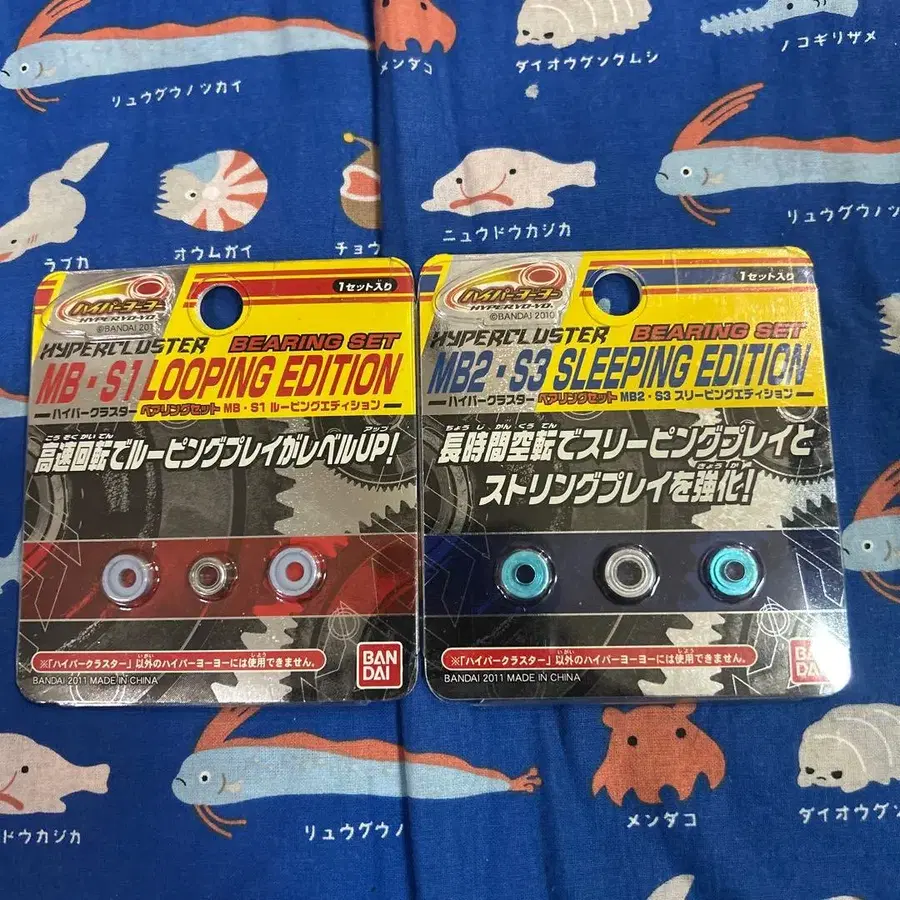 リュウグウノツカイ
メンダコ
ダイオウグソクムシ
ノコギリザメ
ラブカ
オウムガイ
チョウ
ニュウドウカジカ
リュウグウノツ
ハイパーヨーヨー
HYPER YO-YO
©BANDAI 201
1セット入り
HYPERCLUSTER BEARING SET
MB・S1 LOOPING EDITION
ハイパークラスター ベアリングセット MB・S1 ルーピングエディション
こうそくかいてん アップ
高速回転でルーピングプレイがレベルUP!
※「ハイパークラスター」以外のハイパーヨーヨーには使用できません。
BANDAI 2011 MADE IN CHINA
BAN
DAI
ハイパーヨーヨー
HYPER YO-YO
©BANDAI 2010
1セット入り
HYPERCLUSTER BEARING SET
MB2・S3 SLEEPING EDITION
ハイパークラスター ベアリングセット MB2・S3 スリーピングエディション
ちょうじかんくうてん
長時間空転でスリーピングプレイと
きょうか
ストリングプレイを強化!
※「ハイパークラスター」以外のハイパーヨーヨーには使用できません。
BANDAI 2011 MADE IN CHINA
BAN
DAI
ドウカジカ
リュウグウノ
メンダコ
ダイオウグ